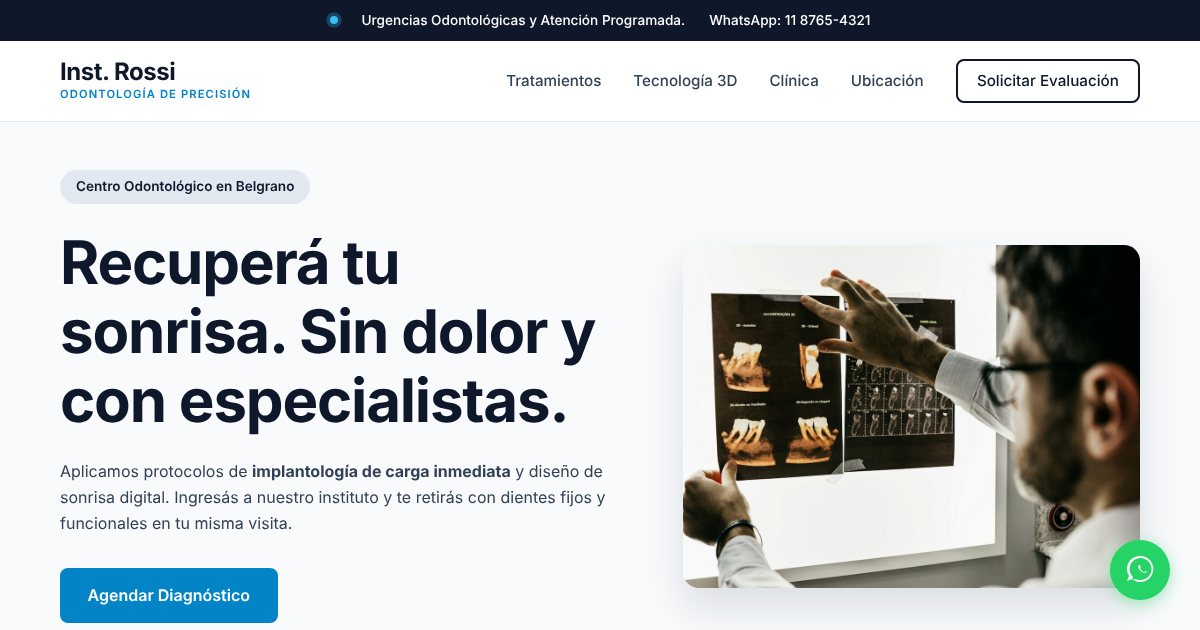 Urgencias Odontológicas y Atención Programada. WhatsApp: 11 8765-4321
Inst. Rossi
ODONTOLOGÍA DE PRECISIÓN
Tratamientos
Tecnología 3D
Clínica
Ubicación
Solicitar Evaluación
Centro Odontológico en Belgrano
Recuperá tu
sonrisa. Sin dolor y
con especialistas.
Aplicamos protocolos de implantología de carga inmediata y diseño de
sonrisa digital. Ingresás a nuestro instituto y te retirás con dientes fijos y
funcionales en tu misma visita.
Agendar Diagnóstico